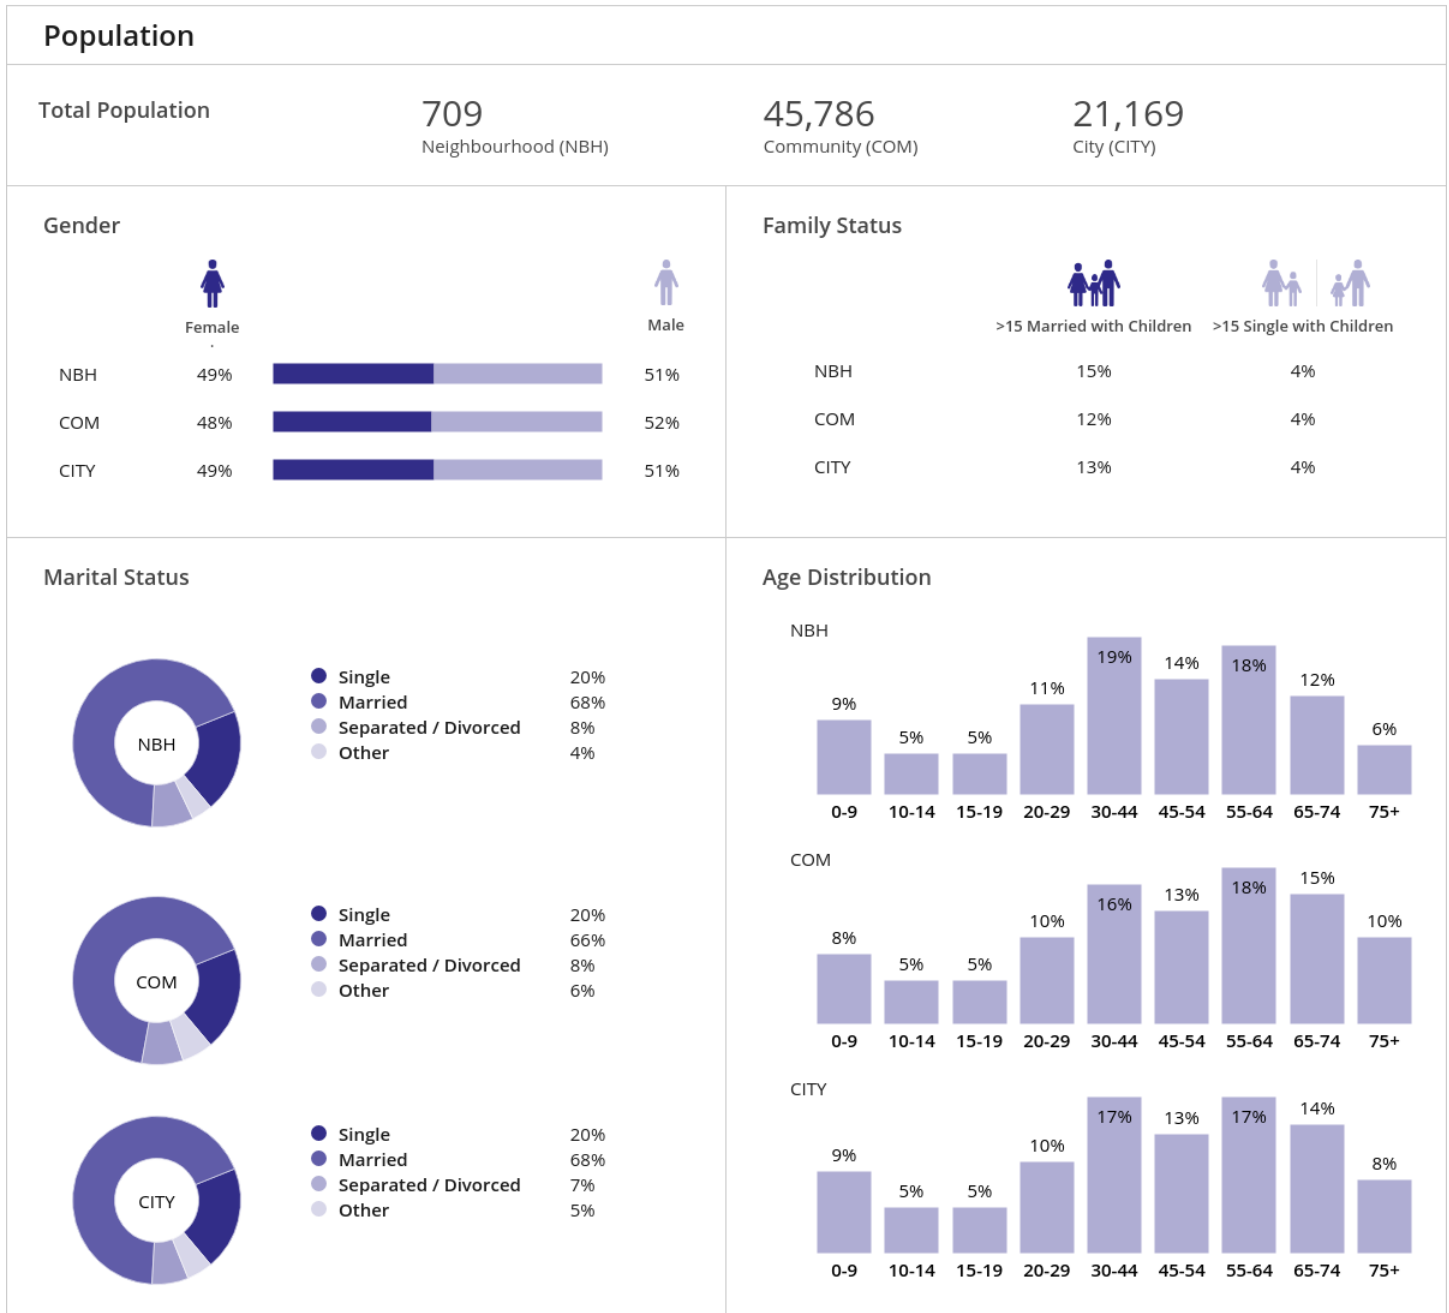 Population
Total Population
709
Neighbourhood (NBH)
45,786
Community (COM)
21,169
City (CITY)
Gender
Female
.
Male
NBH 49% 51%
COM 48% 52%
CITY 49% 51%
Family Status
>15 Married with Children >15 Single with Children
NBH 15% 4%
COM 12% 4%
CITY 13% 4%
Marital Status
NBH
Single 20%
Married 68%
Separated / Divorced 8%
Other 4%
COM
Single 20%
Married 66%
Separated / Divorced 8%
Other 6%
CITY
Single 20%
Married 68%
Separated / Divorced 7%
Other 5%
Age Distribution
NBH
9% 5% 5% 11% 19% 14% 18% 12% 6%
0-9 10-14 15-19 20-29 30-44 45-54 55-64 65-74 75+
COM
8% 5% 5% 10% 16% 13% 18% 15% 10%
0-9 10-14 15-19 20-29 30-44 45-54 55-64 65-74 75+
CITY
9% 5% 5% 10% 17% 13% 17% 14% 8%
0-9 10-14 15-19 20-29 30-44 45-54 55-64 65-74 75+